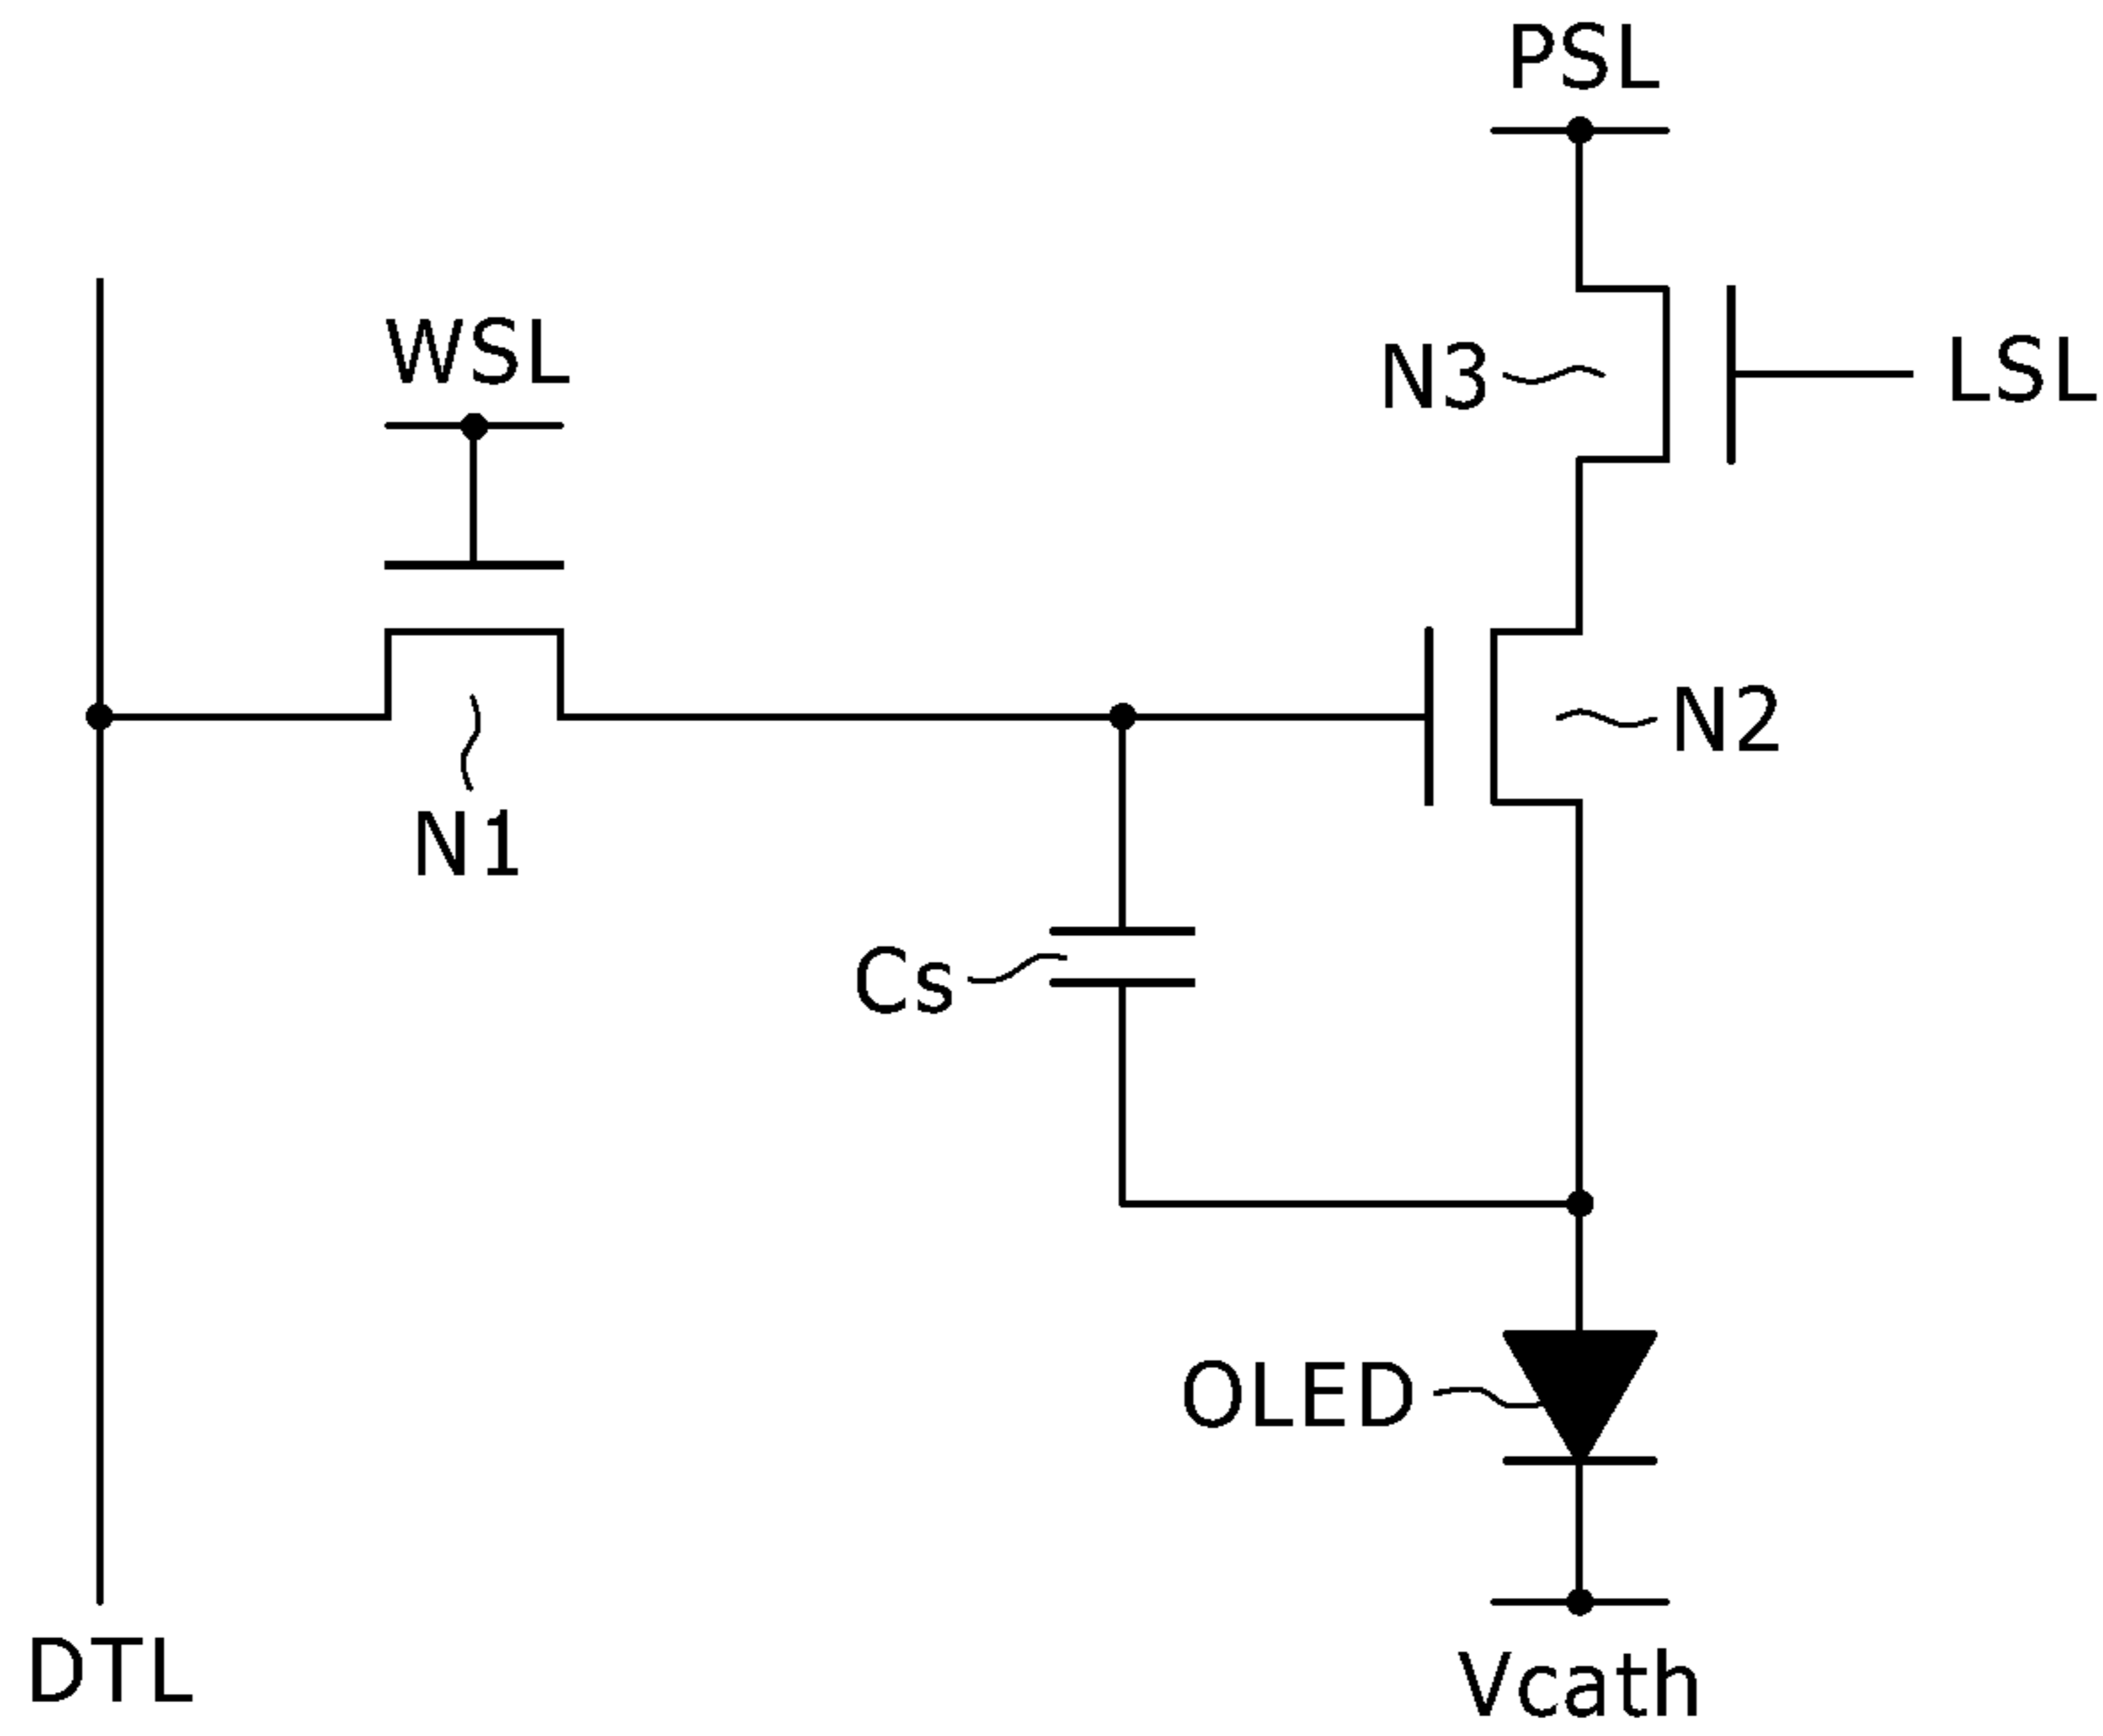 PSL
WSL
N3
LSL
N2
N1
Cs
OLED
DTL
Vcath